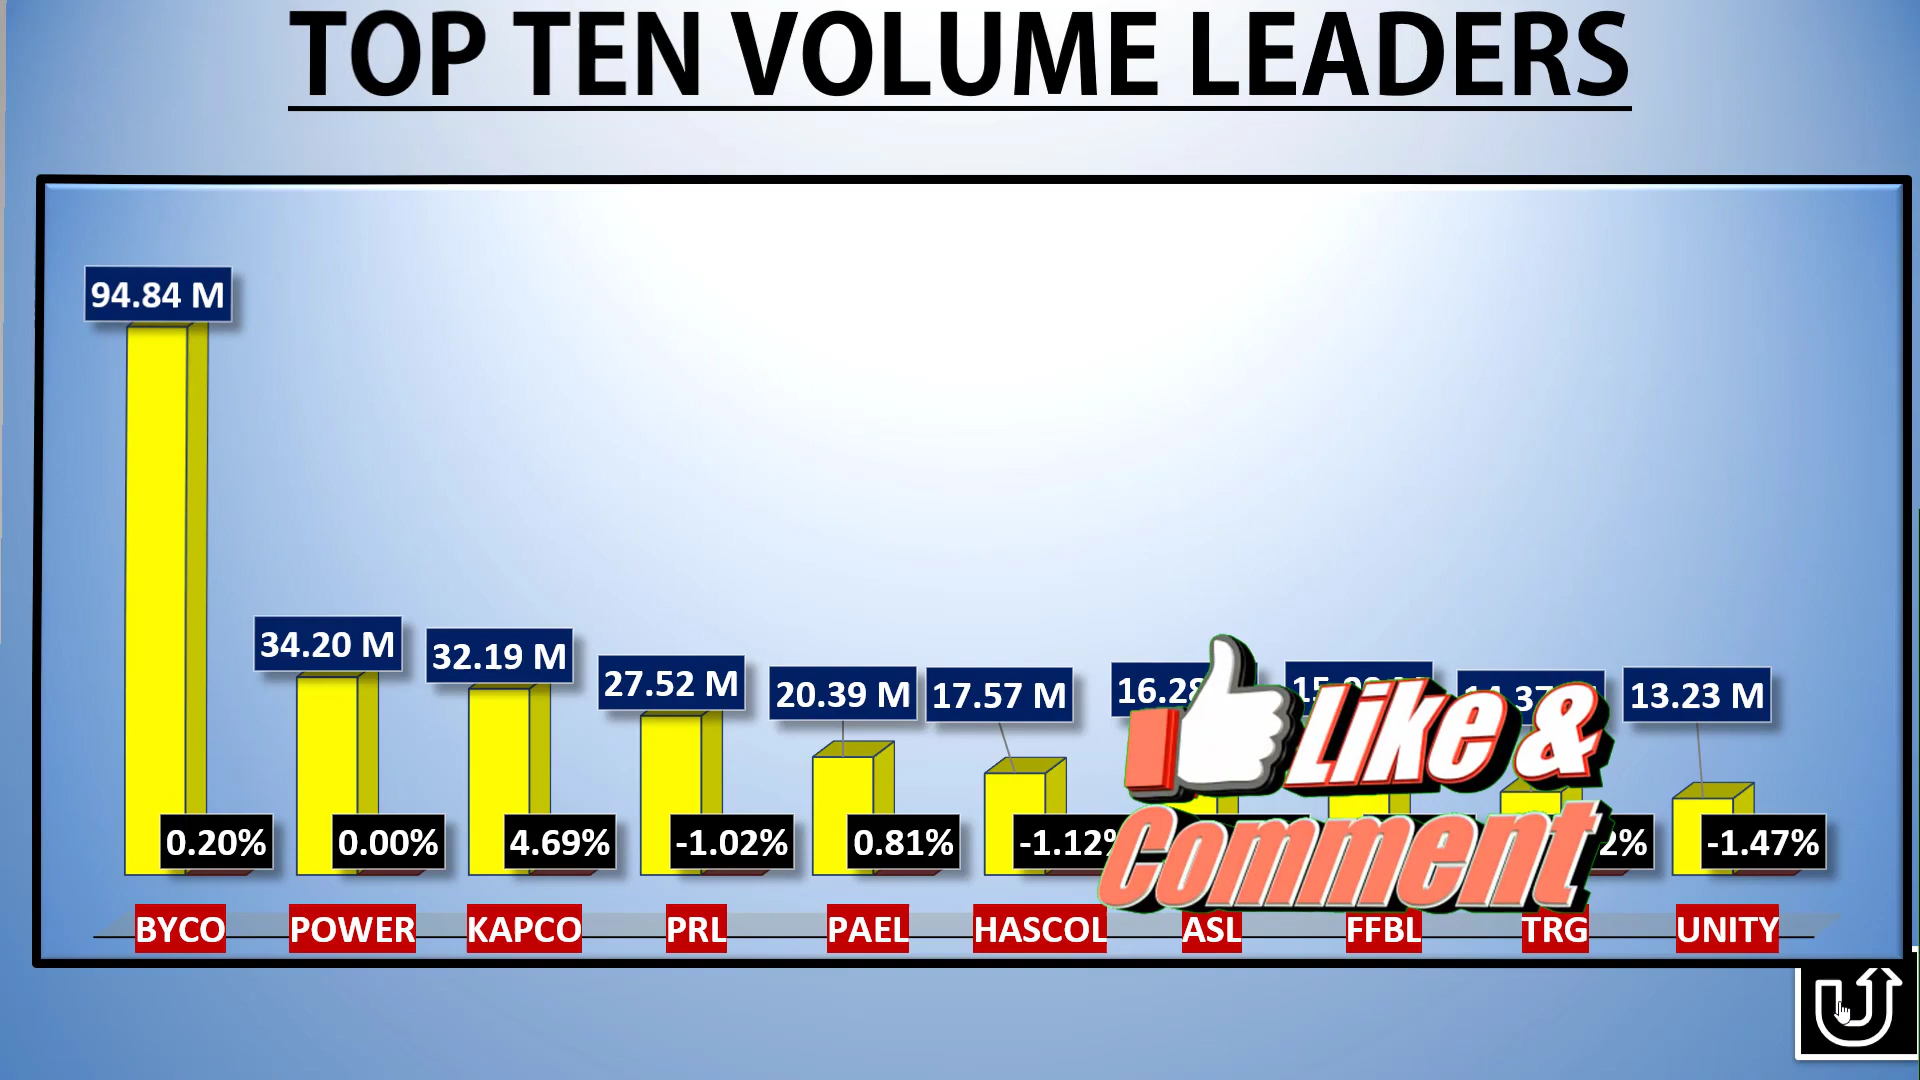 TOP TEN VOLUME LEADERS
94.84 M
34.20 M
32.19 M
27.52 M
20.39 M
17.57 M
13.23 M
Like &
Comment
0.20%
0.00%
4.69%
-1.02%
0.81%
-1.12%
-1.47%
BYCO
POWER
KAPCO
PRL
PAEL
HASCOL
ASL
FFBL
TRG
UNITY